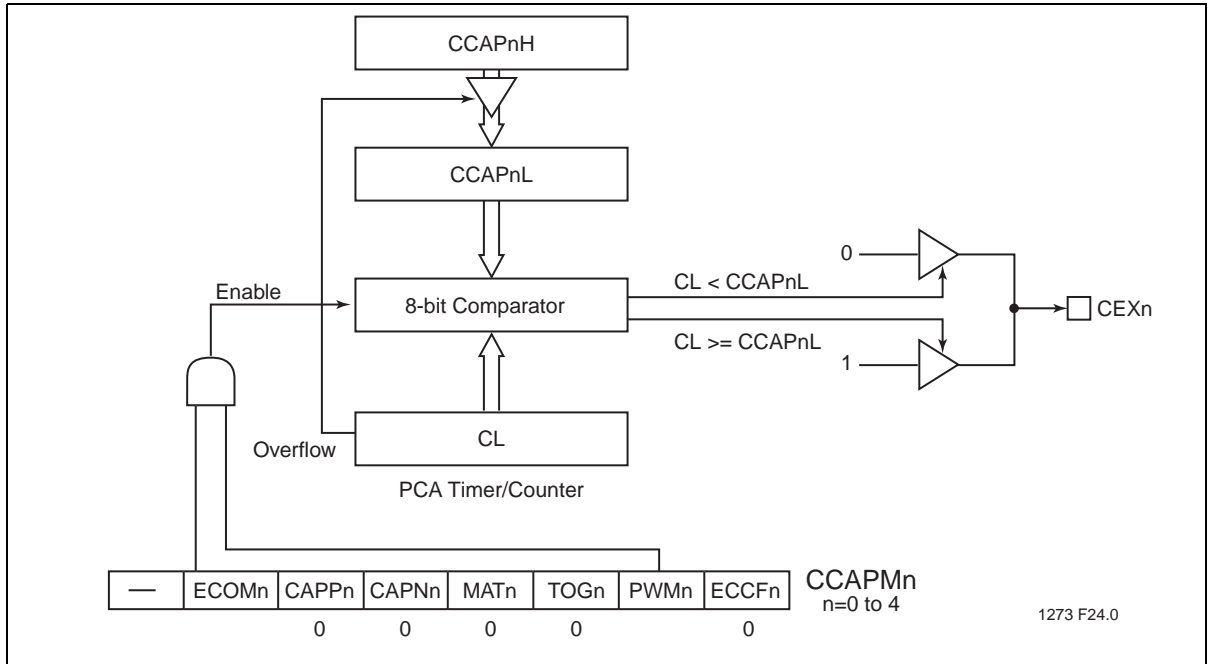 CCAPnH
CCAPnL
0
CL < CCAPnL
Enable
8-bit Comparator
CEXn
CL >= CCAPnL
1
Overflow
CL
PCA Timer/Counter
— ECOMn CAPPn CAPNn MATn TOGn PWMn ECCFn CCAPMn
n=0 to 4
0 0 0 0 0
1273 F24.0